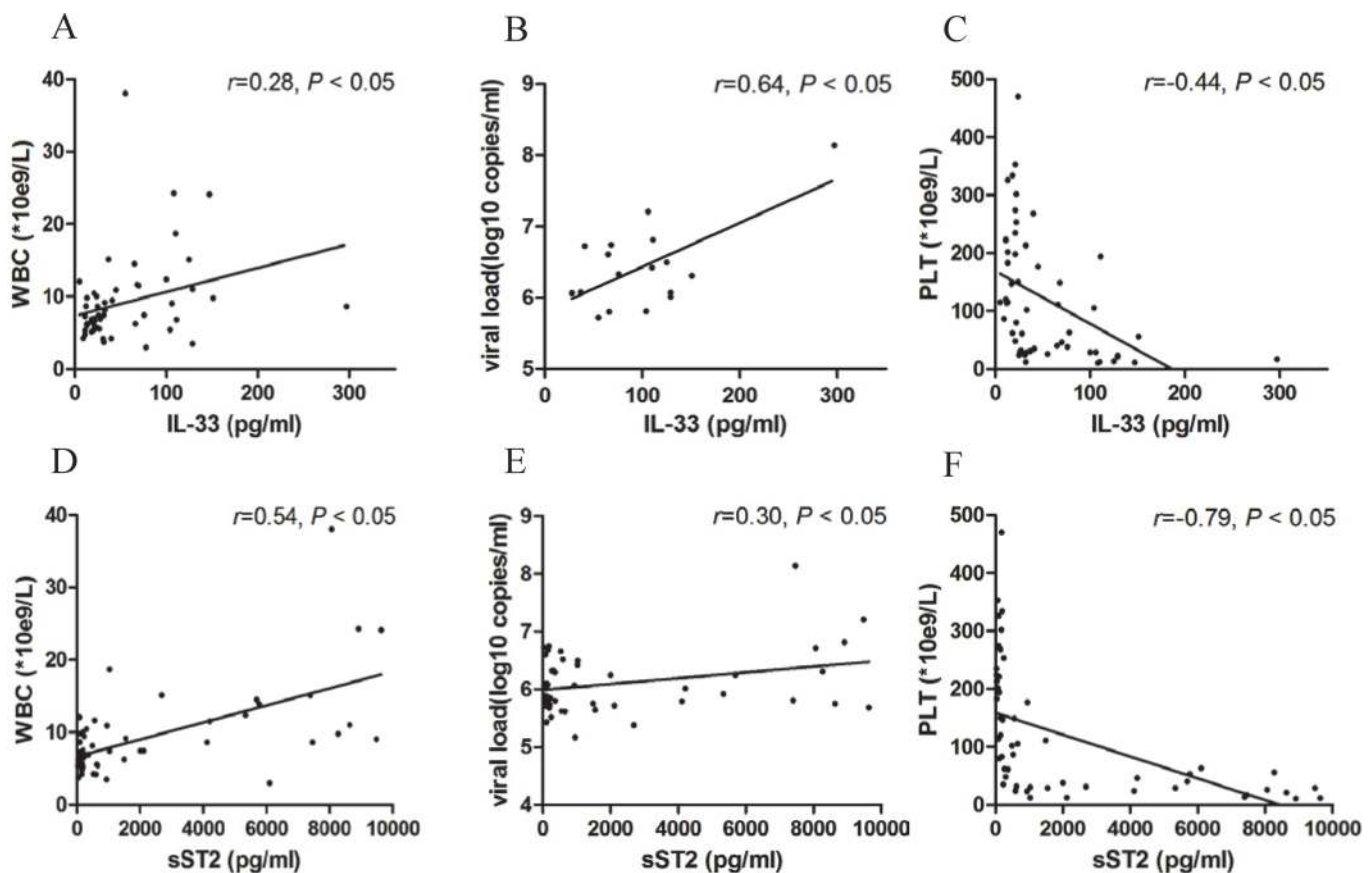 A
r=0.28, P < 0.05
WBC (*10e9/L)
40
30
20
10
0
0 100 200 300
IL-33 (pg/ml)
B
r=0.64, P < 0.05
viral load(log10 copies/ml)
9
8
7
6
5
0 100 200 300
IL-33 (pg/ml)
C
r=-0.44, P < 0.05
PLT (*10e9/L)
500
400
300
200
100
0
0 100 200 300
IL-33 (pg/ml)
D
r=0.54, P < 0.05
WBC (*10e9/L)
40
30
20
10
0
0 2000 4000 6000 8000 10000
sST2 (pg/ml)
E
r=0.30, P < 0.05
viral load(log10 copies/ml)
9
8
7
6
5
4
0 2000 4000 6000 8000 10000
sST2 (pg/ml)
F
r=-0.79, P < 0.05
PLT (*10e9/L)
500
400
300
200
100
0
0 2000 4000 6000 8000 10000
sST2 (pg/ml)